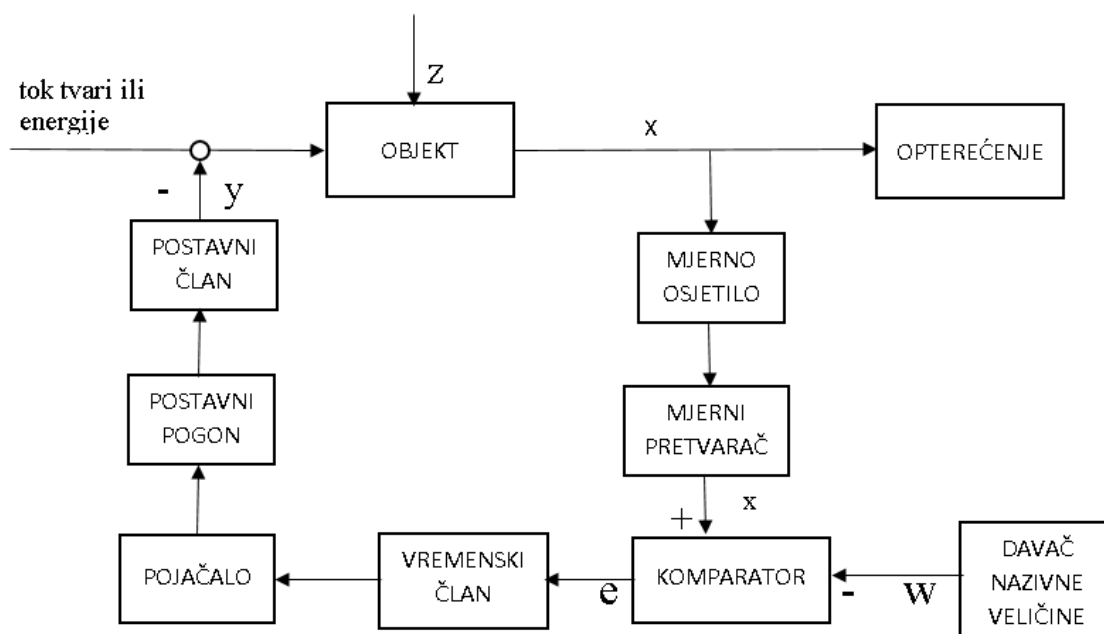 z
tok tvari ili
energije
OBJEKT
x
OPTEREĆENJE
- y
POSTAVNI
ČLAN
MJERNO
OSJETILO
POSTAVNI
POGON
MJERNI
PRETVARAČ
+ x
POJAČALO
VREMENSKI
ČLAN
e
KOMPARATOR
- w
DAVAČ
NAZIVNE
VELIČINE